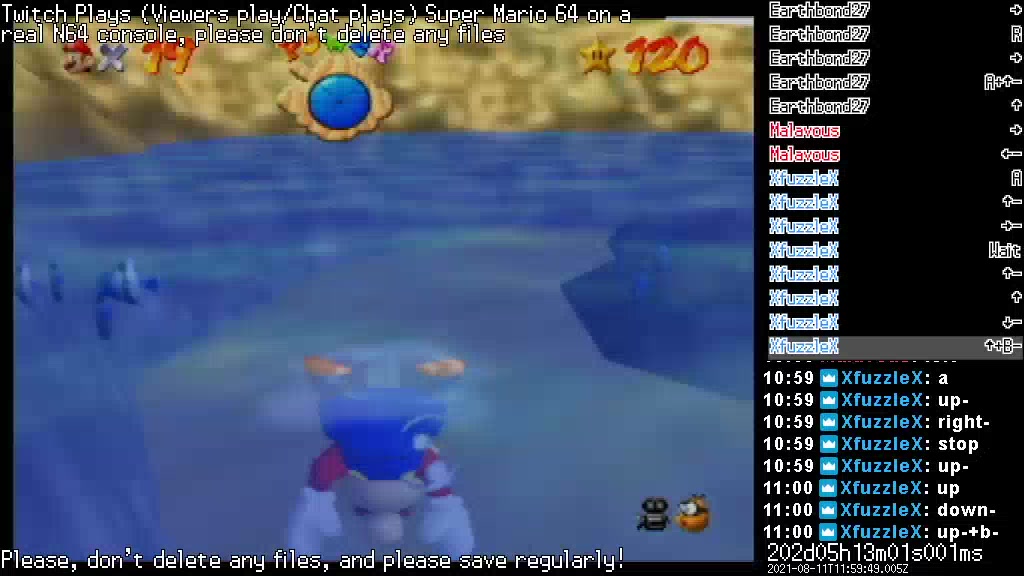 Twitch Plays (Viewers play/Chat plays) Super Mario 64 on a
real N64 console, please don't delete any files
120
Earthbond27
Earthbond27 R
Earthbond27
Earthbond27 A+↑-
Earthbond27 ↑
Malavous
Malavous ←-
XfuzzleX A
XfuzzleX ↑-
XfuzzleX →-
XfuzzleX Wait
XfuzzleX ↑-
XfuzzleX ↑
XfuzzleX ↓-
XfuzzleX ↑+B-
10:59 XfuzzleX: a
10:59 XfuzzleX: up-
10:59 XfuzzleX: right-
10:59 XfuzzleX: stop
10:59 XfuzzleX: up-
11:00 XfuzzleX: up
11:00 XfuzzleX: down-
11:00 XfuzzleX: up-+b-
Please, don't delete any files, and please save regularly!
202d05h13m01s001ms
2021-08-11T11:59:49.005Z